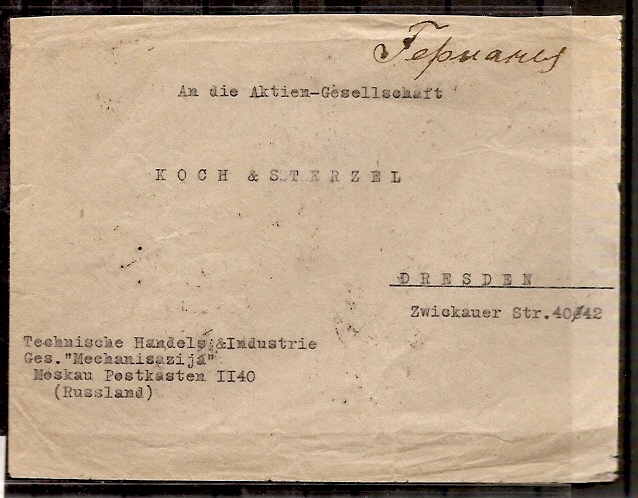 Германия
An die Aktien-Gesellschaft
KOCH & STERZEL
DRESDEN
Zwickauer Str.40/42
Technische Handels &Industrie
Ges."Mechanisazija"
Moskau Postkasten II40
(Russland)